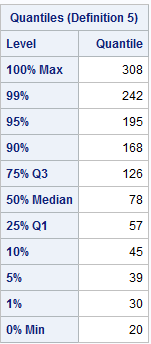 Quantiles (Definition 5)
Level Quantile
100% Max 308
99% 242
95% 195
90% 168
75% Q3 126
50% Median 78
25% Q1 57
10% 45
5% 39
1% 30
0% Min 20